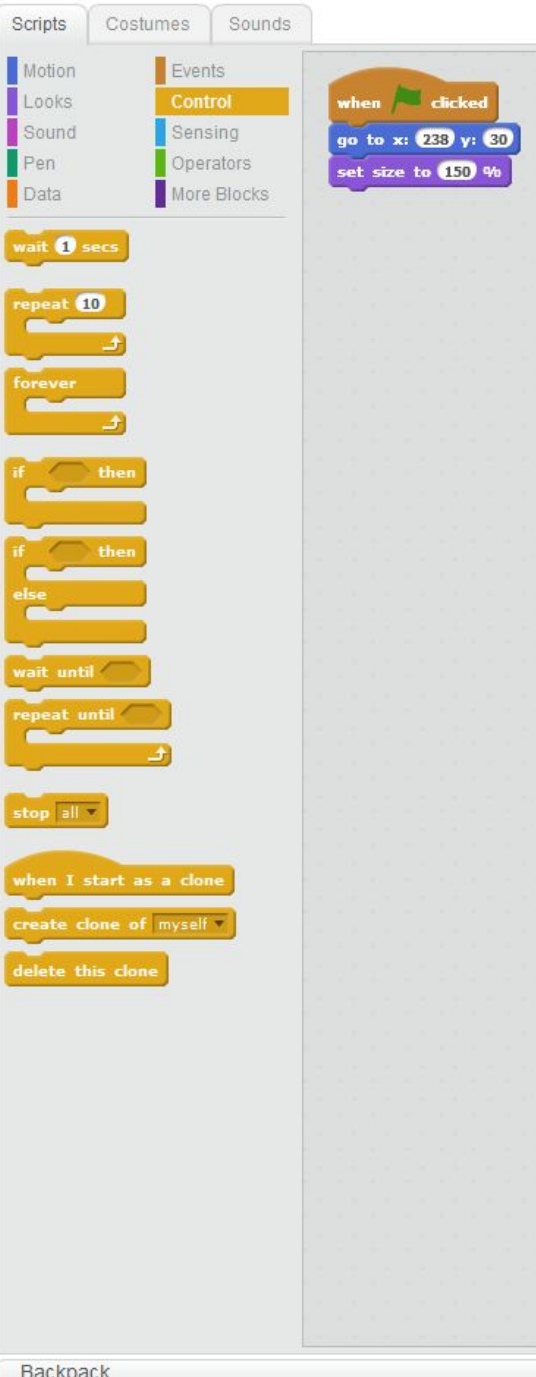 Scripts Costumes Sounds
Motion Events
Looks Control
Sound Sensing
Pen Operators
Data More Blocks
wait 1 secs
repeat 10
forever
if then
if then
else
wait until
repeat until
stop all
when I start as a clone
create clone of myself
delete this clone
when clicked
go to x: 238 y: 30
set size to 150 %
Backpack